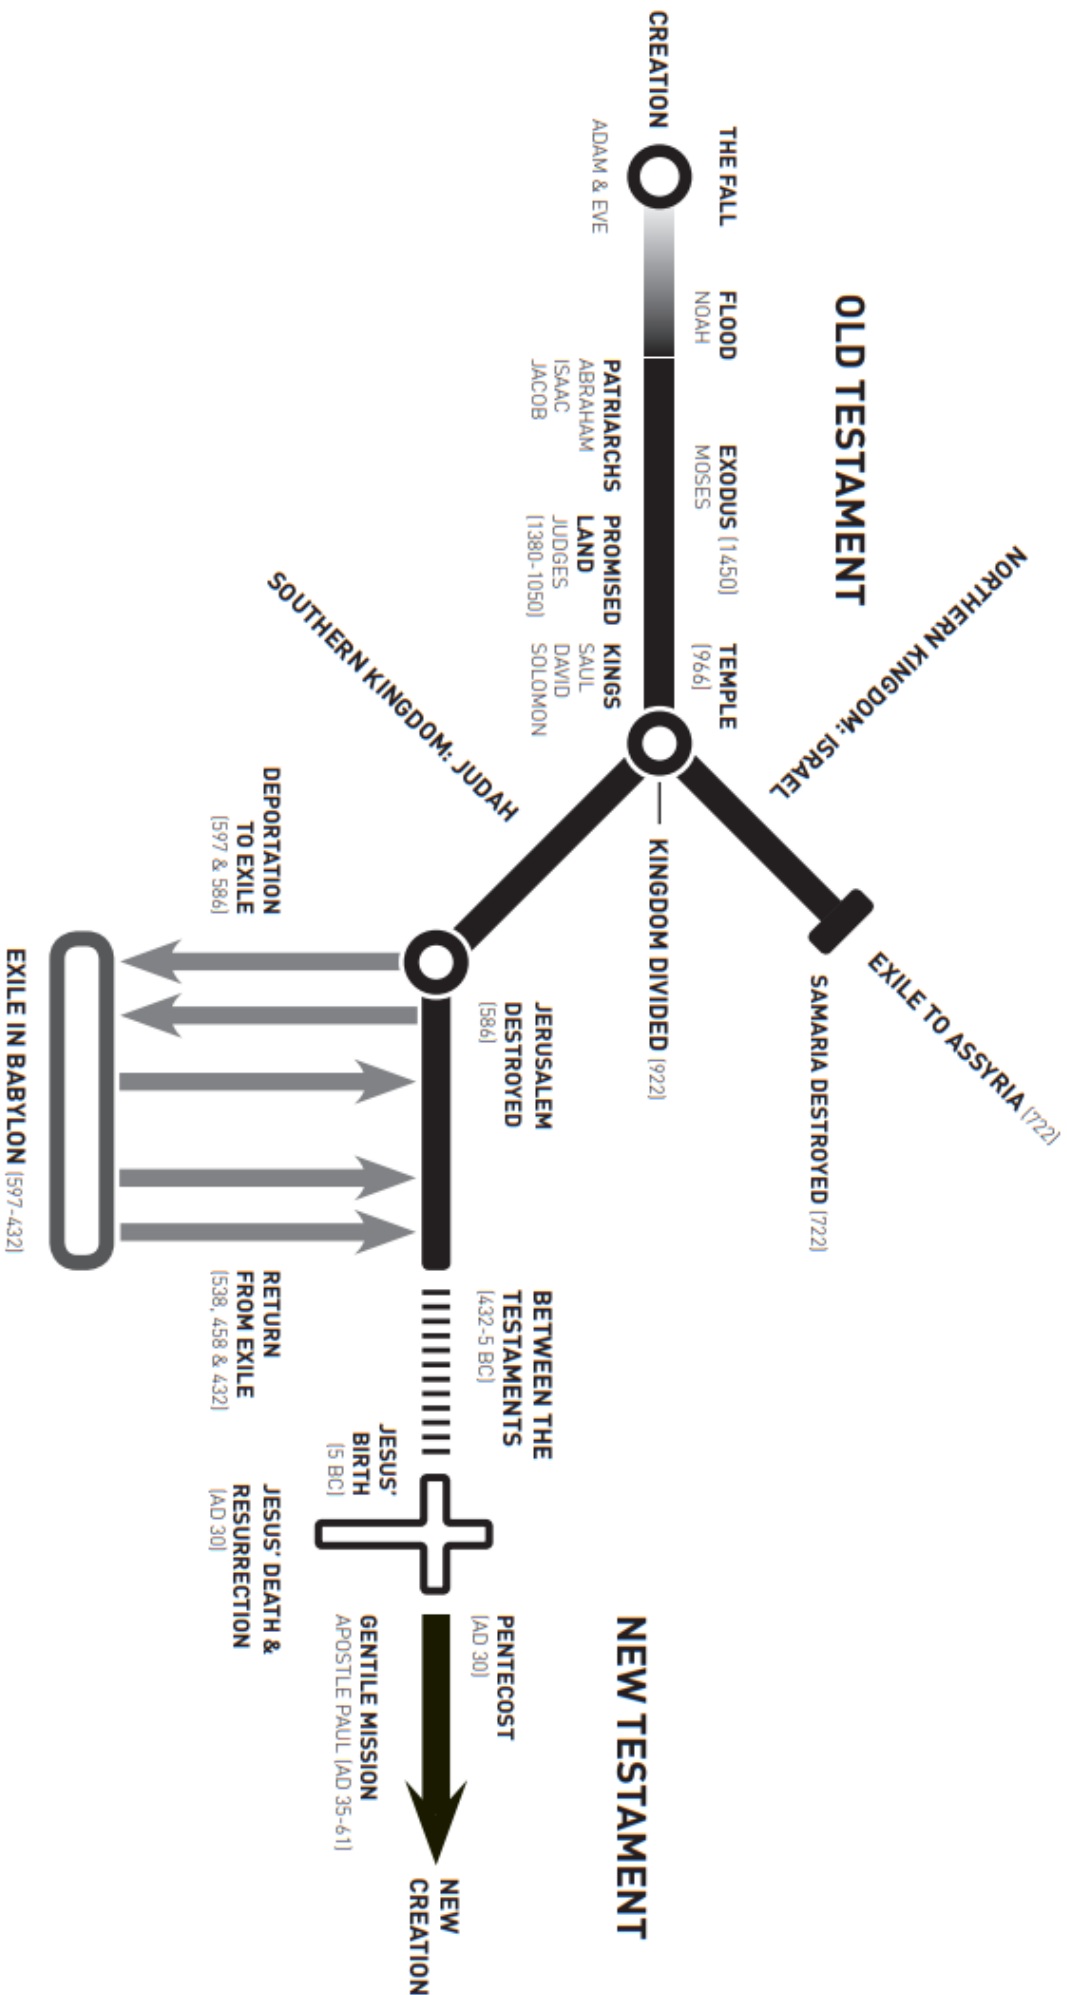 OLD TESTAMENT
CREATION
ADAM & EVE
THE FALL
FLOOD
NOAH
PATRIARCHS
ABRAHAM
ISAAC
JACOB
EXODUS (1450)
MOSES
PROMISED
LAND
JUDGES
(1380-1050)
TEMPLE
(966)
KINGS
SAUL
DAVID
SOLOMON
KINGDOM DIVIDED (922)
NORTHERN KINGDOM: ISRAEL
EXILE TO ASSYRIA (722)
SAMARIA DESTROYED (722)
SOUTHERN KINGDOM: JUDAH
DEPORTATION
TO EXILE
(597 & 586)
JERUSALEM
DESTROYED
(586)
EXILE IN BABYLON (597-432)
RETURN
FROM EXILE
(538, 458 & 432)
BETWEEN THE
TESTAMENTS
(432-5 BC)
NEW TESTAMENT
JESUS'
BIRTH
(5 BC)
JESUS' DEATH &
RESURRECTION
(AD 30)
PENTECOST
(AD 30)
GENTILE MISSION
APOSTLE PAUL (AD 35-61)
NEW
CREATION